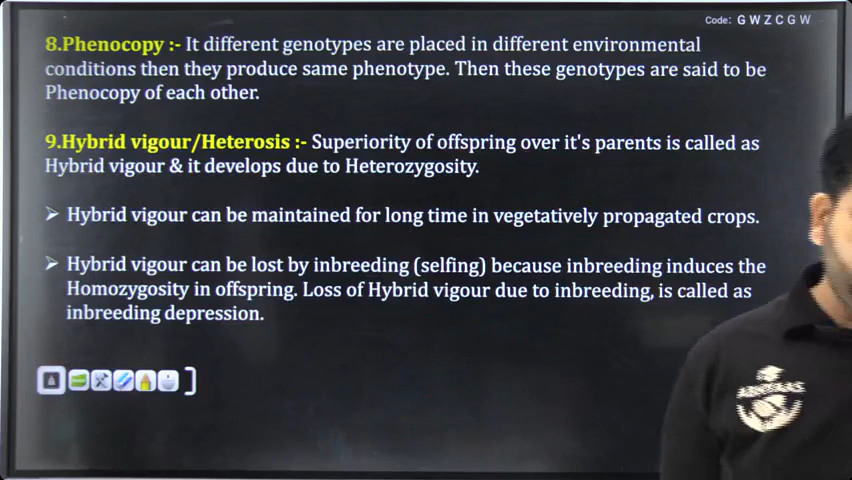 Code: G W Z C G W
8.Phenocopy :- It different genotypes are placed in different environmental
conditions then they produce same phenotype. Then these genotypes are said to be
Phenocopy of each other.
9.Hybrid vigour/Heterosis :- Superiority of offspring over it's parents is called as
Hybrid vigour & it develops due to Heterozygosity.
➢ Hybrid vigour can be maintained for long time in vegetatively propagated crops.
➢ Hybrid vigour can be lost by inbreeding (selfing) because inbreeding induces the
Homozygosity in offspring. Loss of Hybrid vigour due to inbreeding, is called as
inbreeding depression.